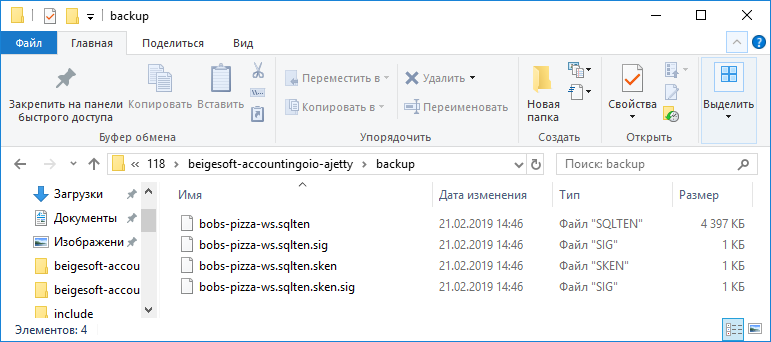 backup
Файл Главная Поделиться Вид
Закрепить на панели быстрого доступа
Копировать
Вставить
Переместить в
Копировать в
Удалить
Переименовать
Новая папка
Свойства
Выделить
Буфер обмена
Упорядочить
Создать
Открыть
« 118 beigesoft-accountingoio-ajetty backup
Поиск: backup
Загрузки
Документы
Изображени
beigesoft-accou
beigesoft-accou
include
Имя Дата изменения Тип Размер
bobs-pizza-ws.sqlten 21.02.2019 14:46 Файл "SQLTEN" 4 397 КБ
bobs-pizza-ws.sqlten.sig 21.02.2019 14:46 Файл "SIG" 1 КБ
bobs-pizza-ws.sqlten.sken 21.02.2019 14:46 Файл "SKEN" 1 КБ
bobs-pizza-ws.sqlten.sken.sig 21.02.2019 14:46 Файл "SIG" 1 КБ
Элементов: 4